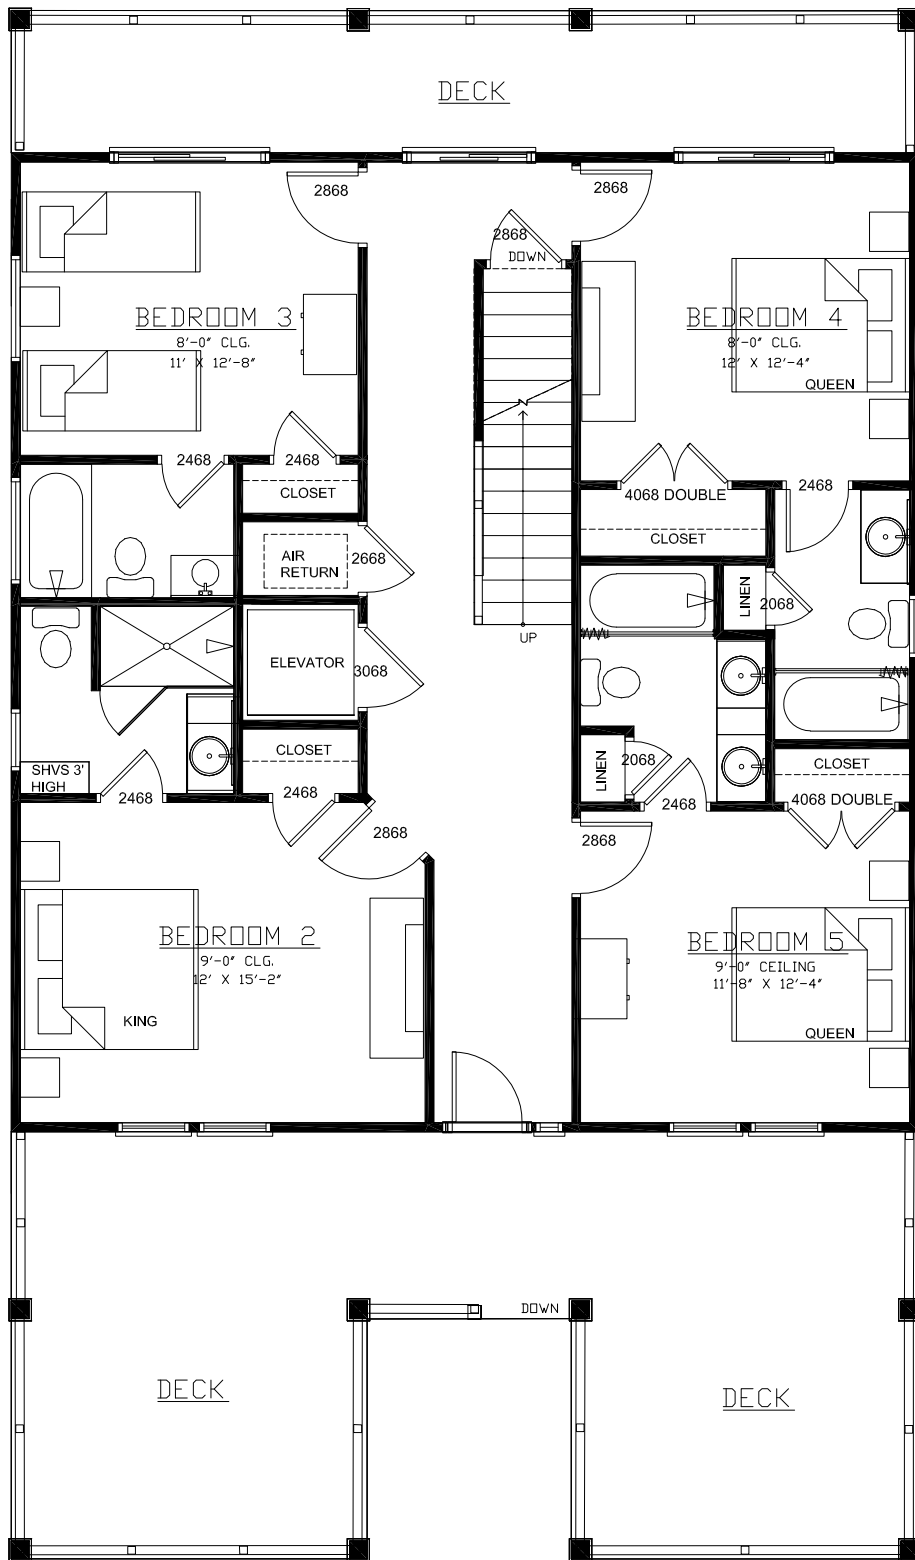 DECK
2868
2868
2868
DOWN
BEDROOM 3
8'-0" CLG.
11' X 12'-8"
BEDROOM 4
8'-0" CLG.
12' X 12'-4"
QUEEN
2468
2468
CLOSET
2468
4068 DOUBLE
CLOSET
AIR
RETURN
2668
LINEN
2068
UP
ELEVATOR
3068
CLOSET
SHVS 3'
HIGH
2468
2468
LINEN
2068
2468
CLOSET
4068 DOUBLE
2868
2868
BEDROOM 2
9'-0" CLG.
12' X 15'-2"
KING
BEDROOM 5
9'-0" CEILING
11'-8" X 12'-4"
QUEEN
DOWN
DECK
DECK